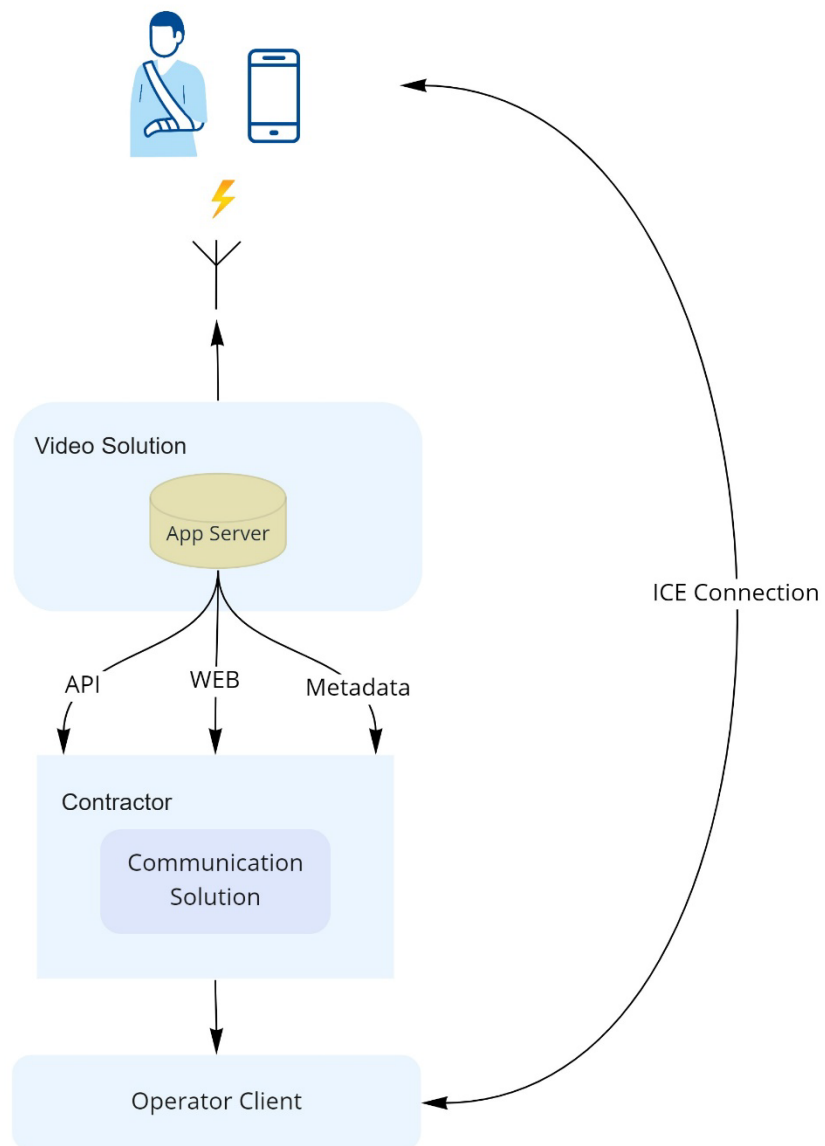 Video Solution
App Server
ICE Connection
API
WEB
Metadata
Contractor
Communication
Solution
Operator Client